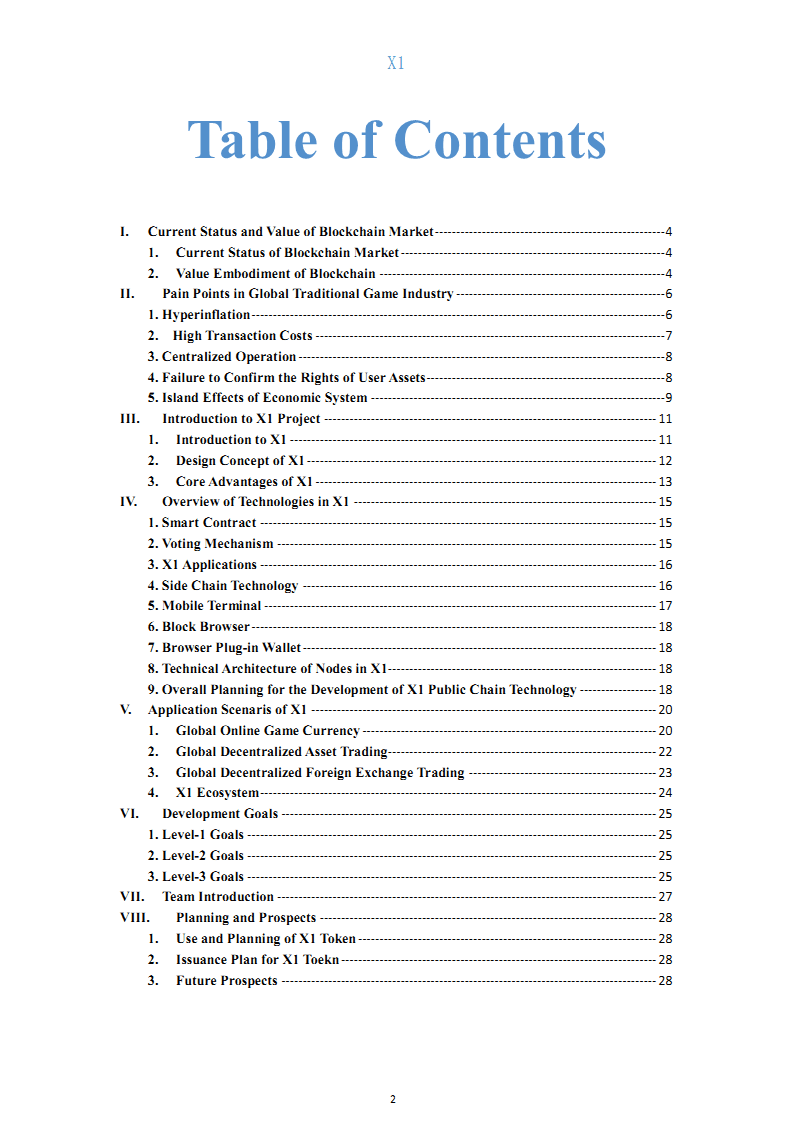 X1
Table of Contents
I. Current Status and Value of Blockchain Market 4
1. Current Status of Blockchain Market 4
2. Value Embodiment of Blockchain 4
II. Pain Points in Global Traditional Game Industry 6
1. Hyperinflation 6
2. High Transaction Costs 7
3. Centralized Operation 8
4. Failure to Confirm the Rights of User Assets 8
5. Island Effects of Economic System 9
III. Introduction to X1 Project 11
1. Introduction to X1 11
2. Design Concept of X1 12
3. Core Advantages of X1 13
IV. Overview of Technologies in X1 15
1. Smart Contract 15
2. Voting Mechanism 15
3. X1 Applications 16
4. Side Chain Technology 16
5. Mobile Terminal 17
6. Block Browser 18
7. Browser Plug-in Wallet 18
8. Technical Architecture of Nodes in X1 18
9. Overall Planning for the Development of X1 Public Chain Technology 18
V. Application Scenaris of X1 20
1. Global Online Game Currency 20
2. Global Decentralized Asset Trading 22
3. Global Decentralized Foreign Exchange Trading 23
4. X1 Ecosystem 24
VI. Development Goals 25
1. Level-1 Goals 25
2. Level-2 Goals 25
3. Level-3 Goals 25
VII. Team Introduction 27
VIII. Planning and Prospects 28
1. Use and Planning of X1 Token 28
2. Issuance Plan for X1 Toekn 28
3. Future Prospects 28
2